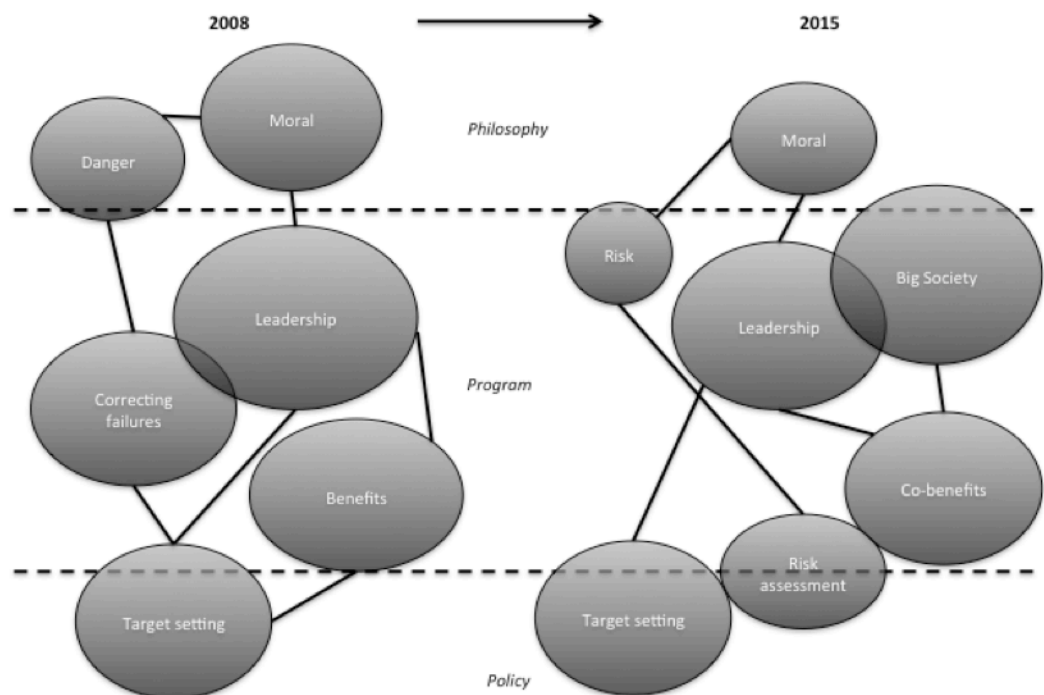 2008
2015
Moral
Philosophy
Moral
Danger
Risk
Big Society
Leadership
Leadership
Program
Correcting
failures
Benefits
Co-benefits
Risk
assessment
Target setting
Target setting
Policy